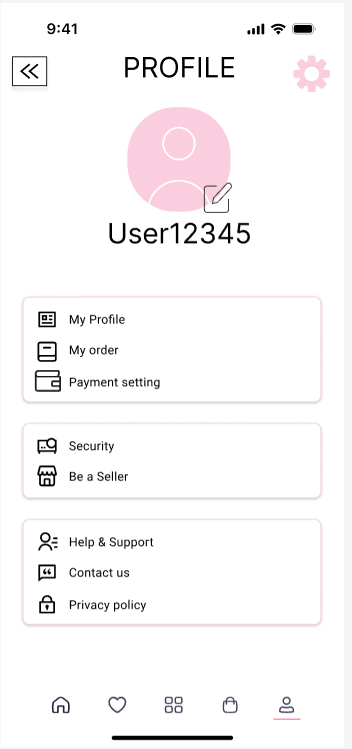 9:41
PROFILE
User12345
My Profile
My order
Payment setting
Security
Be a Seller
Help & Support
Contact us
Privacy policy